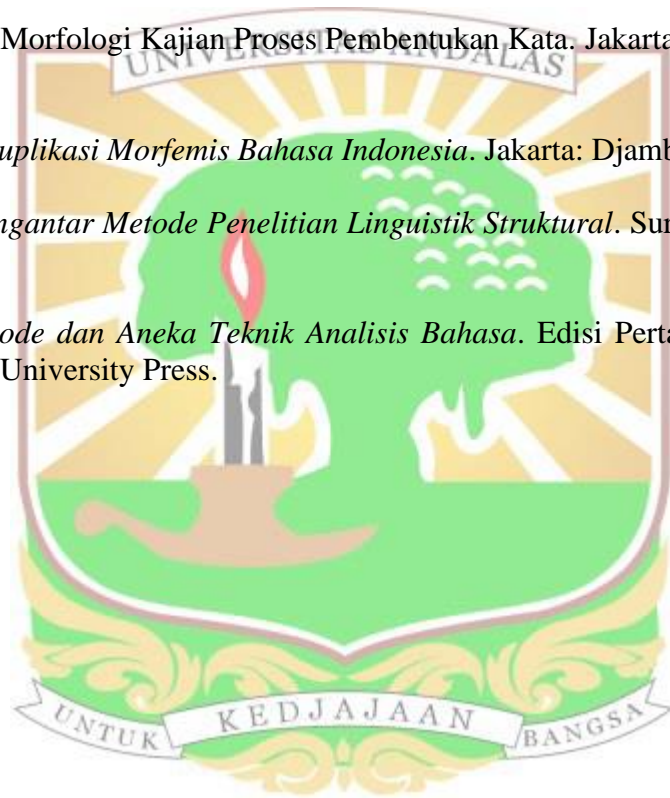 Morfologi Kajian Proses Pembentukan Kata. Jakarta
UNIVERSITAS ANDALAS
uplikasi Morfemis Bahasa Indonesia. Jakarta: Djamb
ngantar Metode Penelitian Linguistik Struktural. Sur
ode dan Aneka Teknik Analisis Bahasa. Edisi Perta
University Press.
UNTUK KEDJAJAAN BANGSA